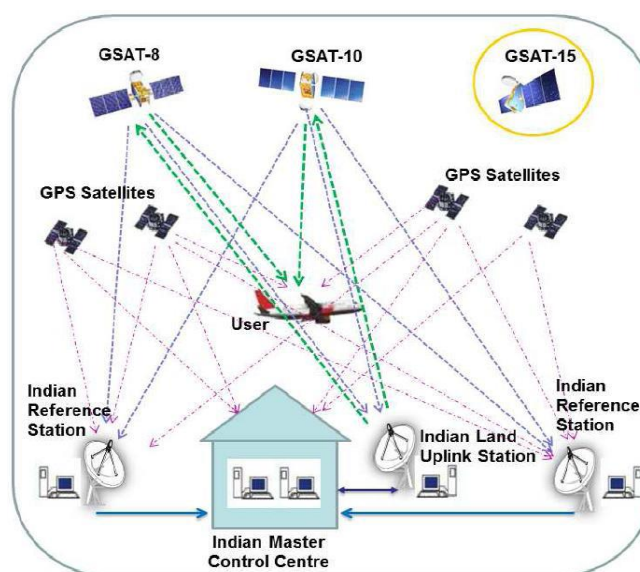 GSAT-8
GSAT-10
GSAT-15
GPS Satellites
GPS Satellites
User
Indian
Reference
Station
Indian
Reference
Station
Indian Land
Uplink Station
Indian Master
Control Centre